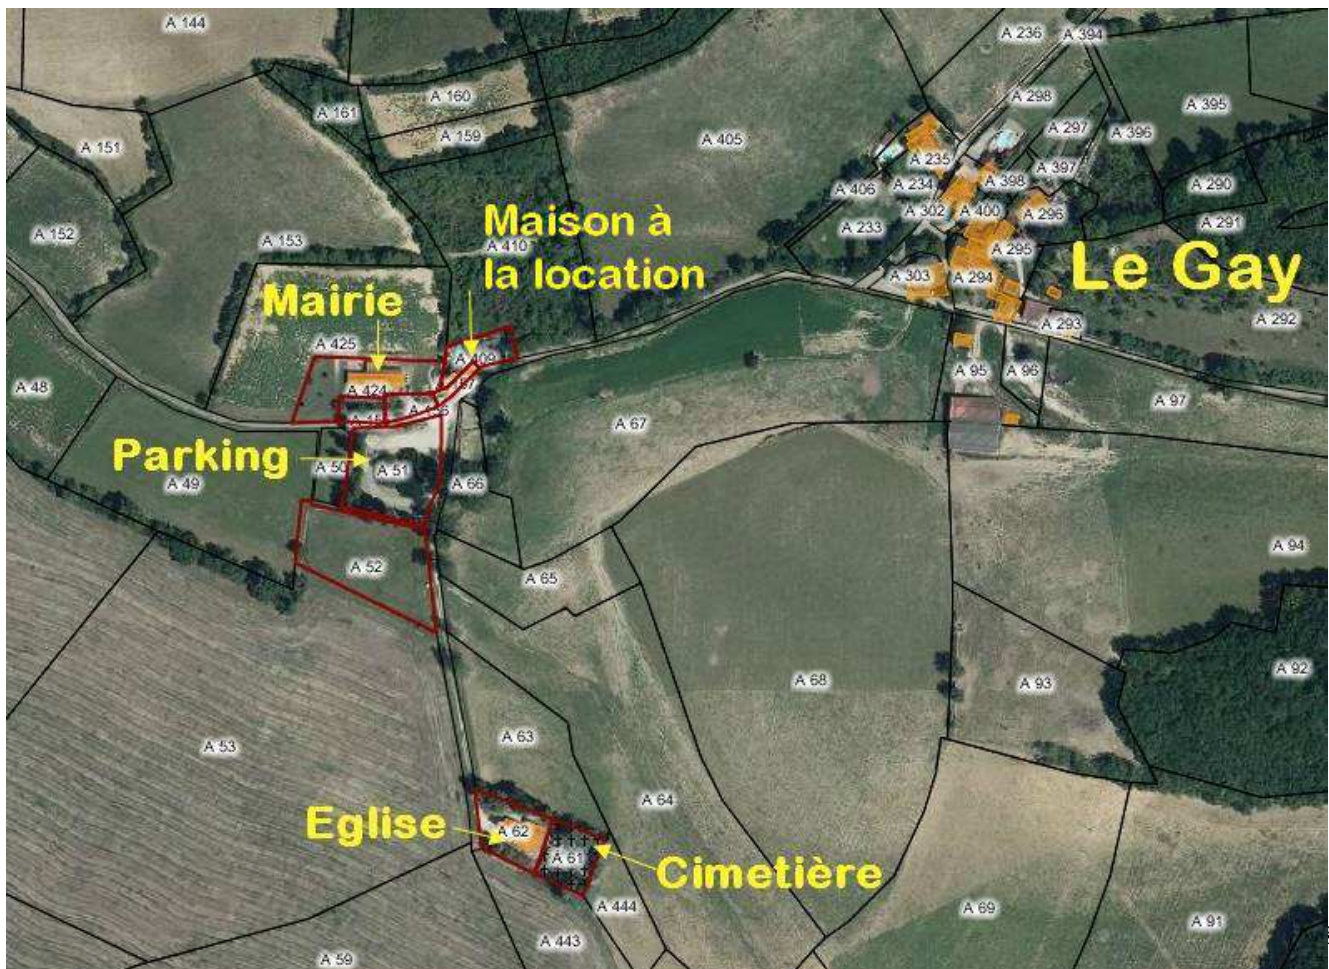 A 144
A 236
A 394
A 160
A 298
A 161
A 395
A 159
A 405
A 297
A 396
A 151
A 235
A 397
A 398
A 290
A 406
A 234
A 302
A 400
A 296
A 291
A 152
A 153
A 410
A 233
A 295
Maison à
la location
Le Gay
A 303
A 294
Mairie
A 293
A 292
A 425
A 409
A 48
A 424
A 95
A 96
A 97
A 67
Parking
A 49
A 50
A 51
A 66
A 52
A 65
A 94
A 92
A 68
A 93
A 53
A 63
A 64
Eglise
A 62
A 61
Cimetière
A 444
A 69
A 91
A 443
A 59